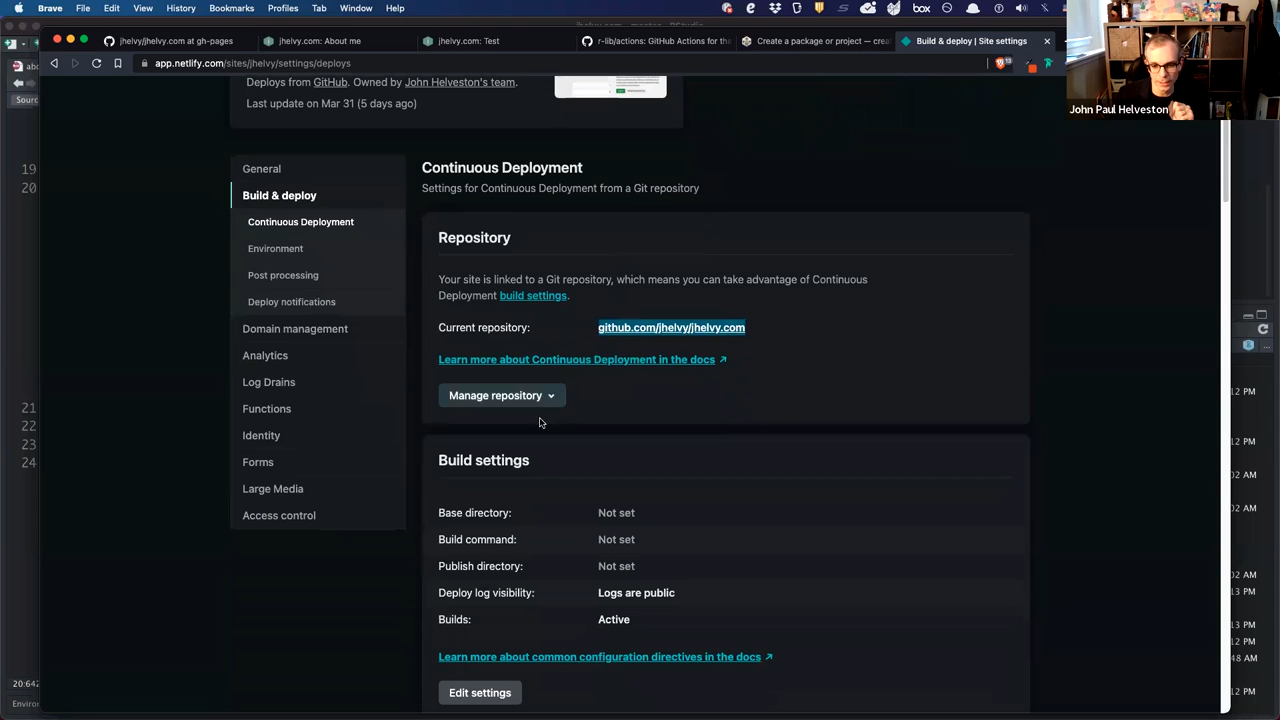 Brave File Edit View History Bookmarks Profiles Tab Window Help
box
jhelvy/jhelvy.com at gh-pages
jhelvy.com: About me
jhelvy.com: Test
r-lib/actions: GitHub Actions for th
Create a package or project — crea
Build & deploy | Site settings
app.netlify.com/sites/jhelvy/settings/deploys
John Paul Helveston
Source
Deploys from GitHub. Owned by John Helveston's team.
Last update on Mar 31 (5 days ago)
General
Build & deploy
Continuous Deployment
Environment
Post processing
Deploy notifications
Domain management
Analytics
Log Drains
Functions
Identity
Forms
Large Media
Access control
Continuous Deployment
Settings for Continuous Deployment from a Git repository
Repository
Your site is linked to a Git repository, which means you can take advantage of Continuous
Deployment build settings.
Current repository: github.com/jhelvy/jhelvy.com
Learn more about Continuous Deployment in the docs ↗
Manage repository
Build settings
Base directory: Not set
Build command: Not set
Publish directory: Not set
Deploy log visibility: Logs are public
Builds: Active
Learn more about common configuration directives in the docs ↗
Edit settings
19
20
21
22
23
24
20:642
Environ